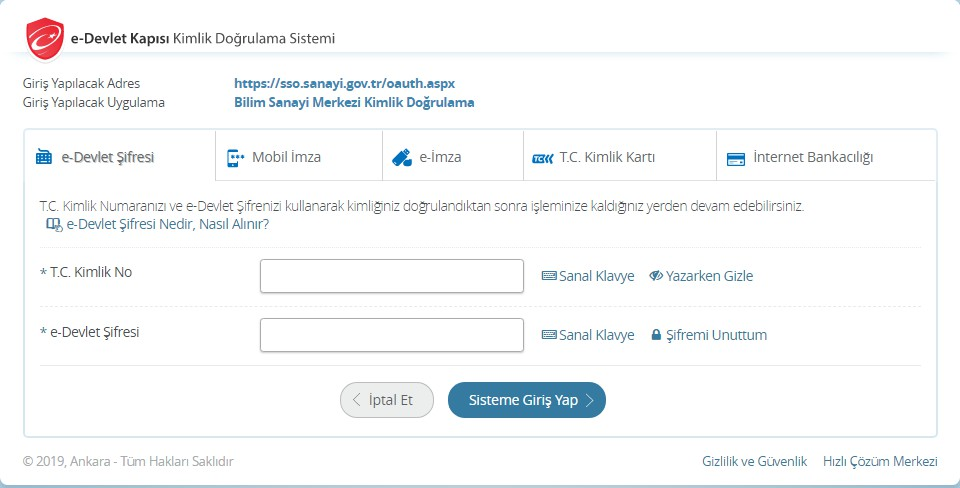 e-Devlet Kapısı Kimlik Doğrulama Sistemi
Giriş Yapılacak Adres https://sso.sanayi.gov.tr/oauth.aspx
Giriş Yapılacak Uygulama Bilim Sanayi Merkezi Kimlik Doğrulama
e-Devlet Şifresi Mobil İmza e-İmza T.C. Kimlik Kartı İnternet Bankacılığı
T.C. Kimlik Numaranızı ve e-Devlet Şifrenizi kullanarak kimliğiniz doğrulandıktan sonra işleminize kaldığınız yerden devam edebilirsiniz.
e-Devlet Şifresi Nedir, Nasıl Alınır?
* T.C. Kimlik No Sanal Klavye Yazarken Gizle
* e-Devlet Şifresi Sanal Klavye Şifremi Unuttum
İptal Et Sisteme Giriş Yap
© 2019, Ankara - Tüm Hakları Saklıdır Gizlilik ve Güvenlik Hızlı Çözüm Merkezi